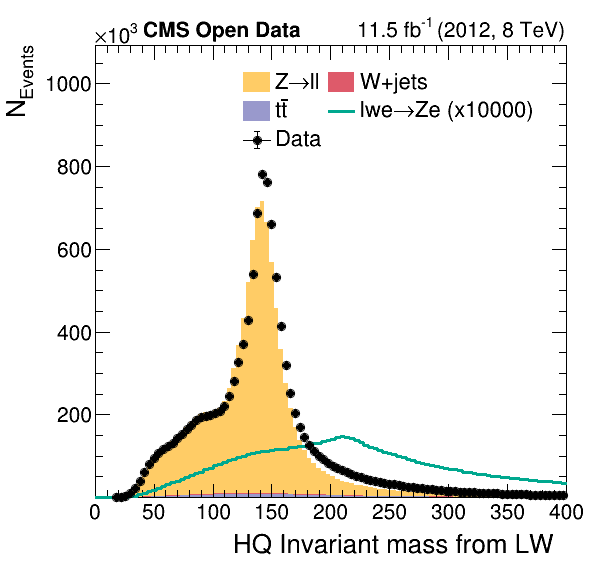 ×10³ CMS Open Data 11.5 fb⁻¹ (2012, 8 TeV)
N_Events
1000
800
600
400
200
Z→ll W+jets
tt̄ lwe→Ze (x10000)
Data
0 50 100 150 200 250 300 350 400
HQ Invariant mass from LW